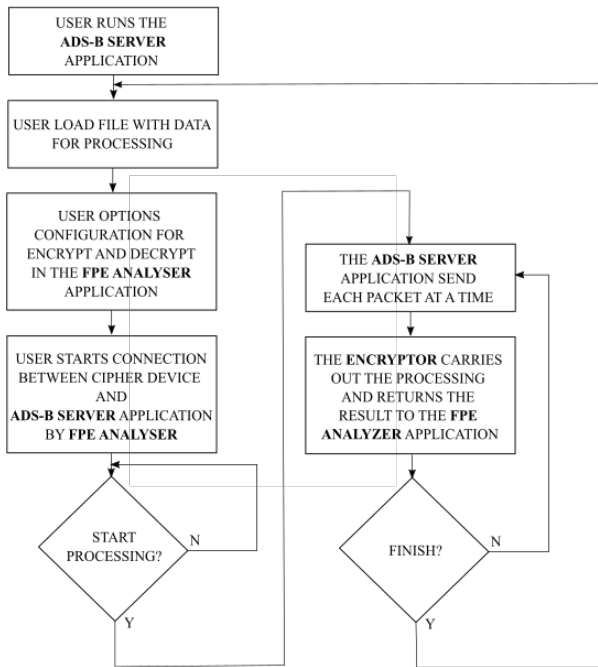 USER RUNS THE
ADS-B SERVER
APPLICATION
USER LOAD FILE WITH DATA
FOR PROCESSING
USER OPTIONS
CONFIGURATION FOR
ENCRYPT AND DECRYPT
IN THE FPE ANALYSER
APPLICATION
USER STARTS CONNECTION
BETWEEN CIPHER DEVICE
AND
ADS-B SERVER APPLICATION
BY FPE ANALYSER
START
PROCESSING?
N
Y
THE ADS-B SERVER
APPLICATION SEND
EACH PACKET AT A TIME
THE ENCRYPTOR CARRIES
OUT THE PROCESSING
AND RETURNS THE
RESULT TO THE FPE
ANALYZER APPLICATION
FINISH?
N
Y